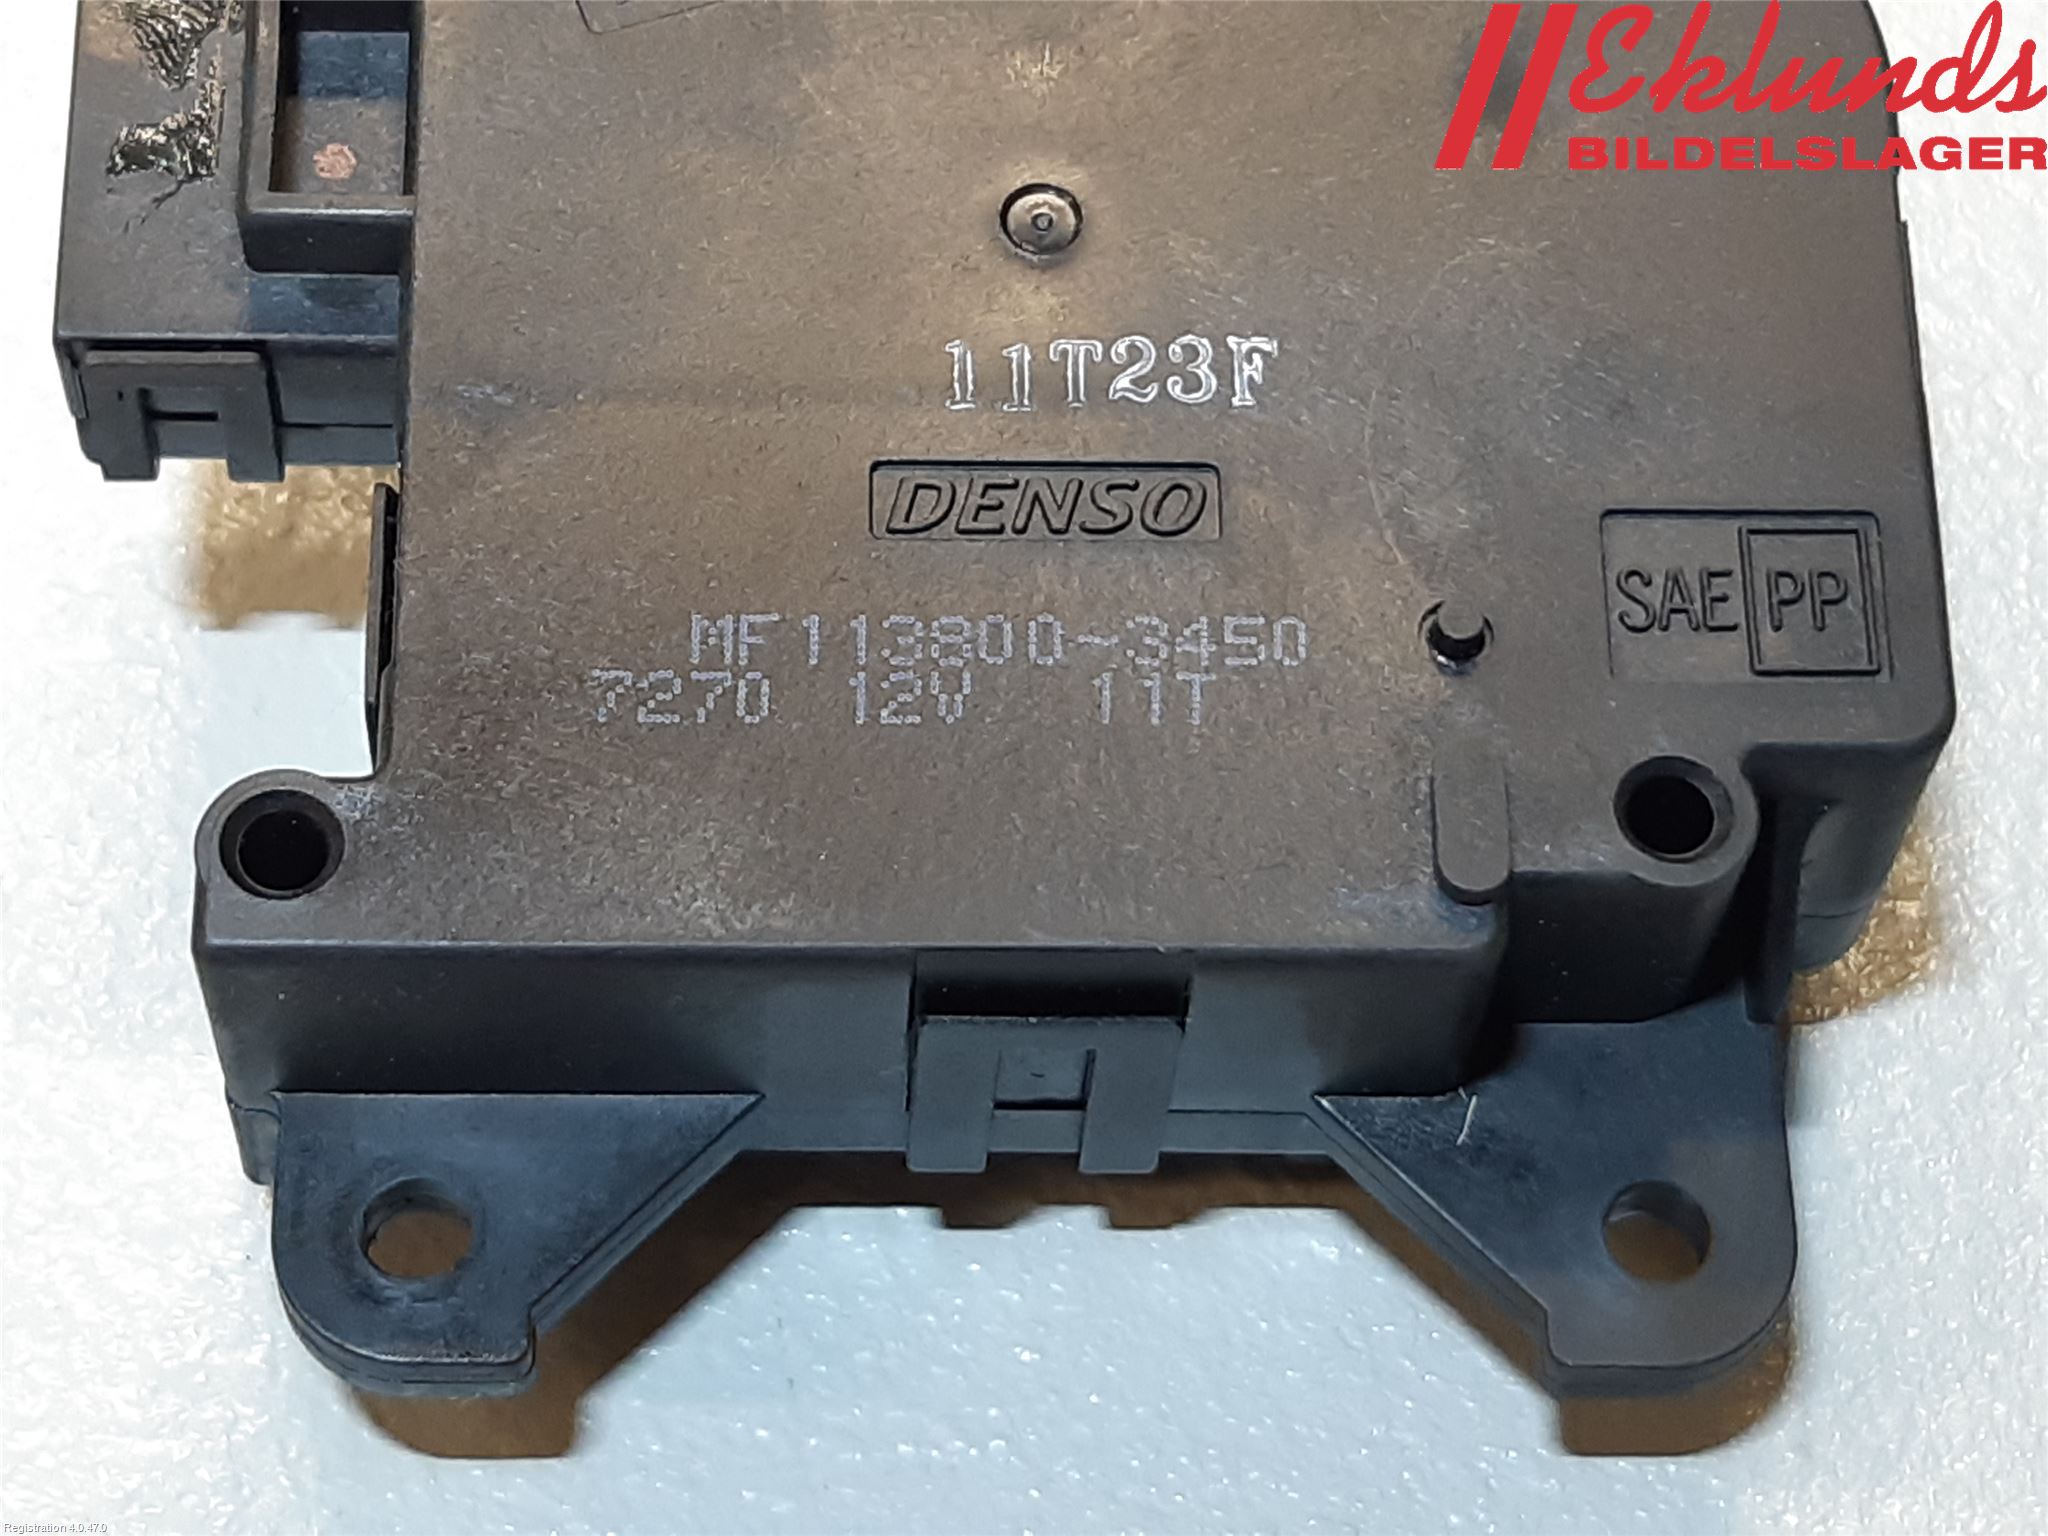 Eklunds
BILDELSLAGER
11T23F
DENSO
SAE PP
MF113800-3450
7270 12V 11T
Registration 4.0.47.0